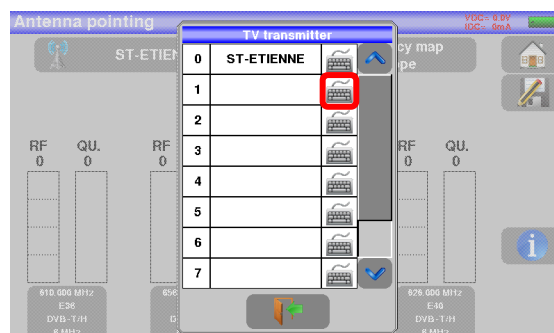 Antenna pointing
VDC= 0.0V
IDC= 0mA
TV transmitter
ST-ETIEN
cy map
pe
0 ST-ETIENNE
1
2
3
4
5
6
7
RF QU. RF RF QU.
0 0 0 0 0
610.000 MHz 656 626.000 MHz
E38 E40
DVB-T/H D DVB-T/H
8 MHz 8 MHz